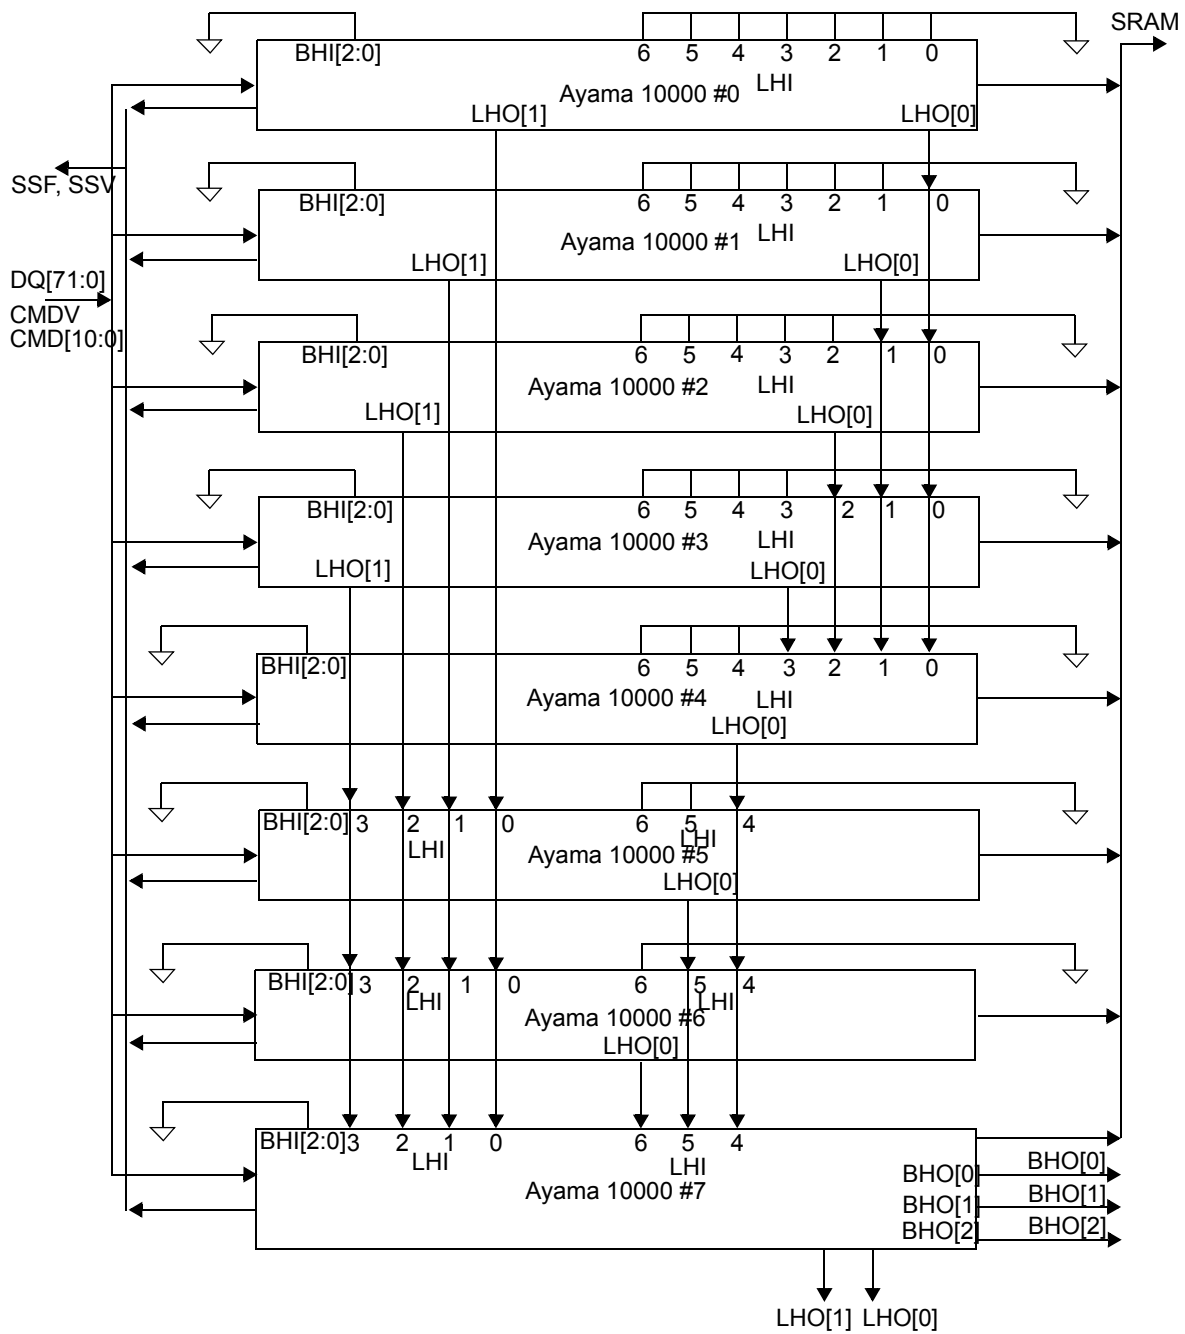 SRAM
BHI[2:0] 6 5 4 3 2 1 0
LHI
Ayama 10000 #0
LHO[1] LHO[0]
SSF, SSV
BHI[2:0] 6 5 4 3 2 1 0
LHI
Ayama 10000 #1
LHO[1] LHO[0]
DQ[71:0]
CMDV
CMD[10:0]
BHI[2:0] 6 5 4 3 2 1 0
LHI
Ayama 10000 #2
LHO[1] LHO[0]
BHI[2:0] 6 5 4 3 2 1 0
LHI
Ayama 10000 #3
LHO[1] LHO[0]
BHI[2:0] 6 5 4 3 2 1 0
LHI
Ayama 10000 #4
LHO[0]
BHI[2:0] 3 2 1 0 6 5 4
LHI LHI
Ayama 10000 #5
LHO[0]
BHI[2:0] 3 2 1 0 6 5 4
LHI LHI
Ayama 10000 #6
LHO[0]
BHI[2:0] 3 2 1 0 6 5 4
LHI LHI
Ayama 10000 #7
BHO[0] BHO[0]
BHO[1] BHO[1]
BHO[2] BHO[2]
LHO[1] LHO[0]